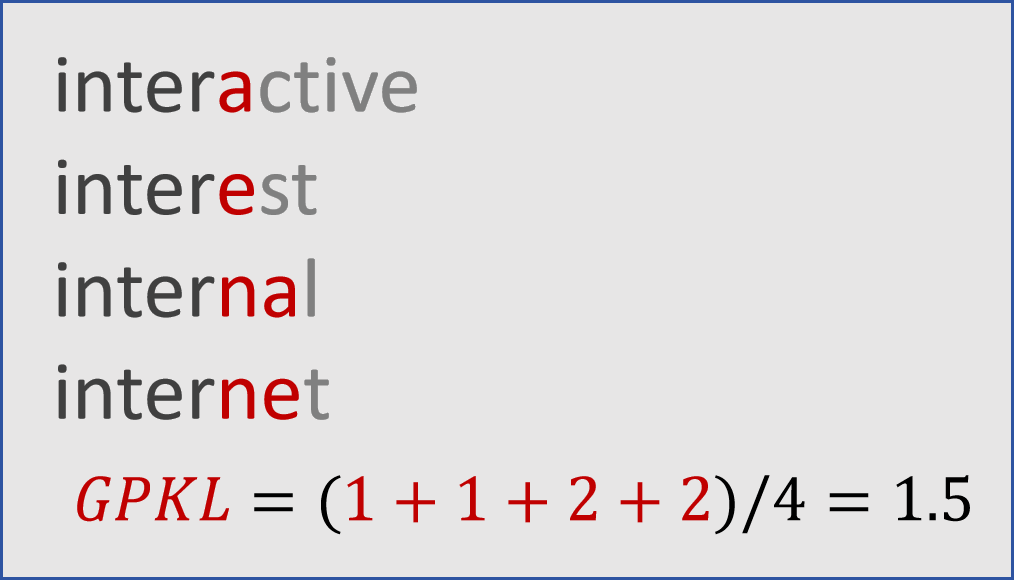 interactive
interest
internal
internet
GPKL = (1 + 1 + 2 + 2)/4 = 1.5